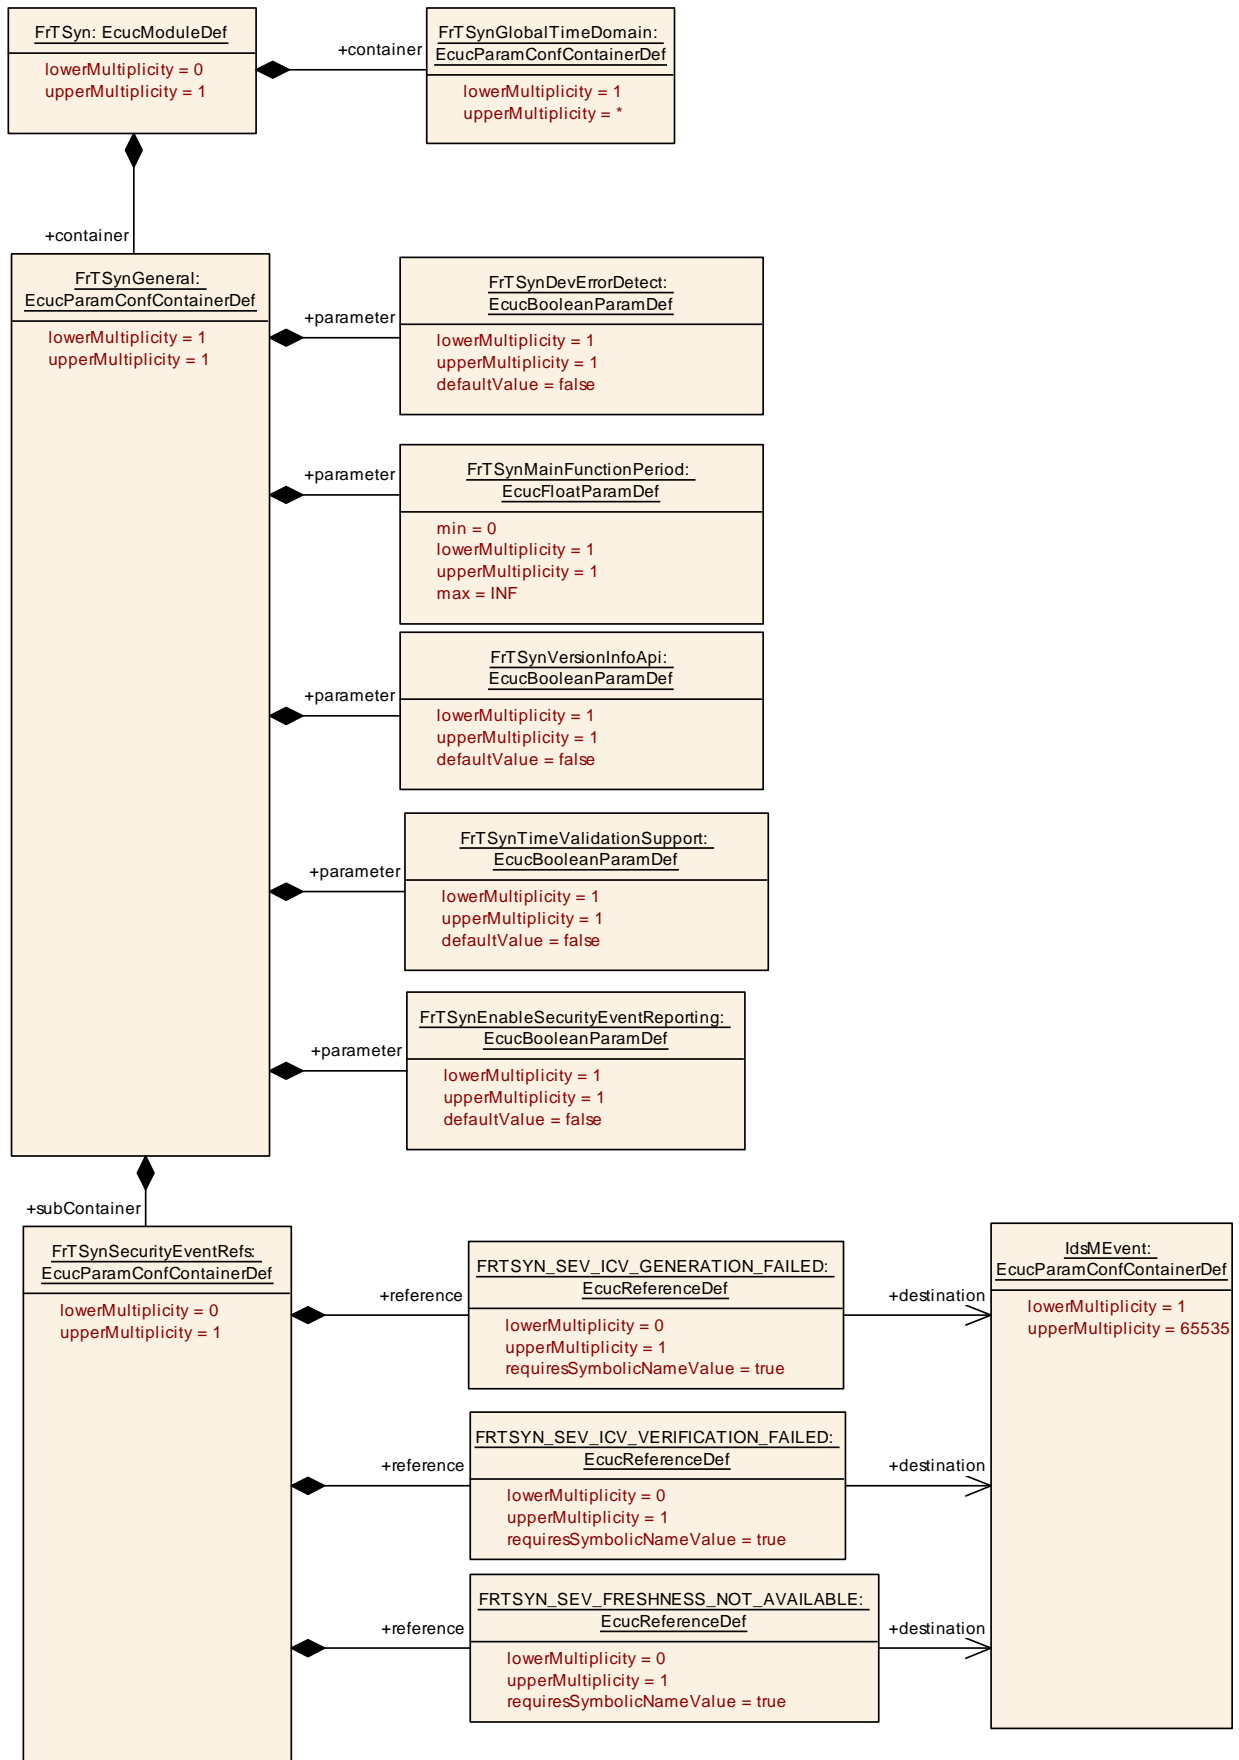 FrTSyn: EcucModuleDef
lowerMultiplicity = 0
upperMultiplicity = 1
+container
FrTSynGlobalTimeDomain:
EcucParamConfContainerDef
lowerMultiplicity = 1
upperMultiplicity = *
+container
FrTSynGeneral:
EcucParamConfContainerDef
lowerMultiplicity = 1
upperMultiplicity = 1
+parameter
FrTSynDevErrorDetect:
EcucBooleanParamDef
lowerMultiplicity = 1
upperMultiplicity = 1
defaultValue = false
+parameter
FrTSynMainFunctionPeriod:
EcucFloatParamDef
min = 0
lowerMultiplicity = 1
upperMultiplicity = 1
max = INF
+parameter
FrTSynVersionInfoApi:
EcucBooleanParamDef
lowerMultiplicity = 1
upperMultiplicity = 1
defaultValue = false
+parameter
FrTSynTimeValidationSupport:
EcucBooleanParamDef
lowerMultiplicity = 1
upperMultiplicity = 1
defaultValue = false
+parameter
FrTSynEnableSecurityEventReporting:
EcucBooleanParamDef
lowerMultiplicity = 1
upperMultiplicity = 1
defaultValue = false
+subContainer
FrTSynSecurityEventRefs:
EcucParamConfContainerDef
lowerMultiplicity = 0
upperMultiplicity = 1
+reference
FRTSYN_SEV_ICV_GENERATION_FAILED:
EcucReferenceDef
lowerMultiplicity = 0
upperMultiplicity = 1
requiresSymbolicNameValue = true
+destination
IdsMEvent:
EcucParamConfContainerDef
lowerMultiplicity = 1
upperMultiplicity = 65535
+reference
FRTSYN_SEV_ICV_VERIFICATION_FAILED:
EcucReferenceDef
lowerMultiplicity = 0
upperMultiplicity = 1
requiresSymbolicNameValue = true
+destination
+reference
FRTSYN_SEV_FRESHNESS_NOT_AVAILABLE:
EcucReferenceDef
lowerMultiplicity = 0
upperMultiplicity = 1
requiresSymbolicNameValue = true
+destination